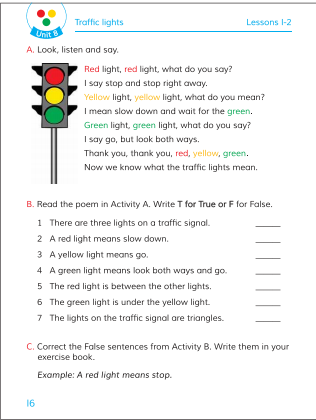 Unit 8
Traffic lights
Lessons 1-2
A. Look, listen and say.
Red light, red light, what do you say?
I say stop and stop right away.
Yellow light, yellow light, what do you mean?
I mean slow down and wait for the green.
Green light, green light, what do you say?
I say go, but look both ways.
Thank you, thank you, red, yellow, green.
Now we know what the traffic lights mean.
B. Read the poem in Activity A. Write T for True or F for False.
1 There are three lights on a traffic signal. _____
2 A red light means slow down. _____
3 A yellow light means go. _____
4 A green light means look both ways and go. _____
5 The red light is between the other lights. _____
6 The green light is under the yellow light. _____
7 The lights on the traffic signal are triangles. _____
C. Correct the False sentences from Activity B. Write them in your
exercise book.
Example: A red light means stop.
16